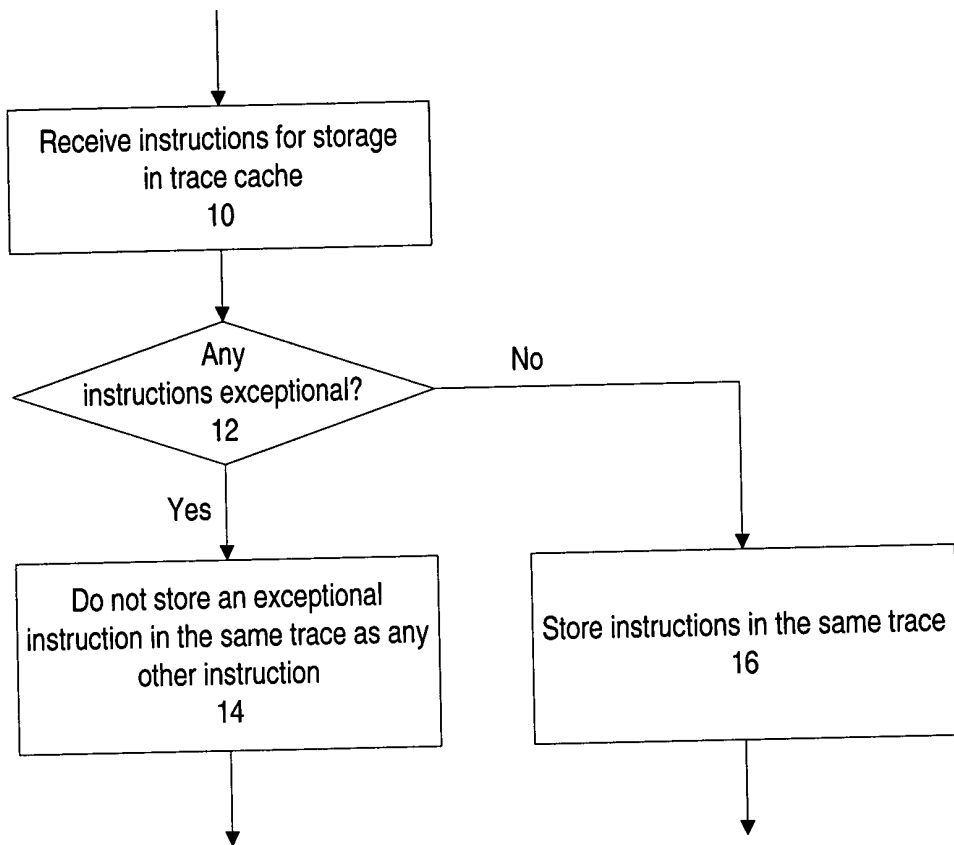 Receive instructions for storage
in trace cache
10
Any
instructions exceptional?
12
No
Yes
Do not store an exceptional
instruction in the same trace as any
other instruction
14
Store instructions in the same trace
16